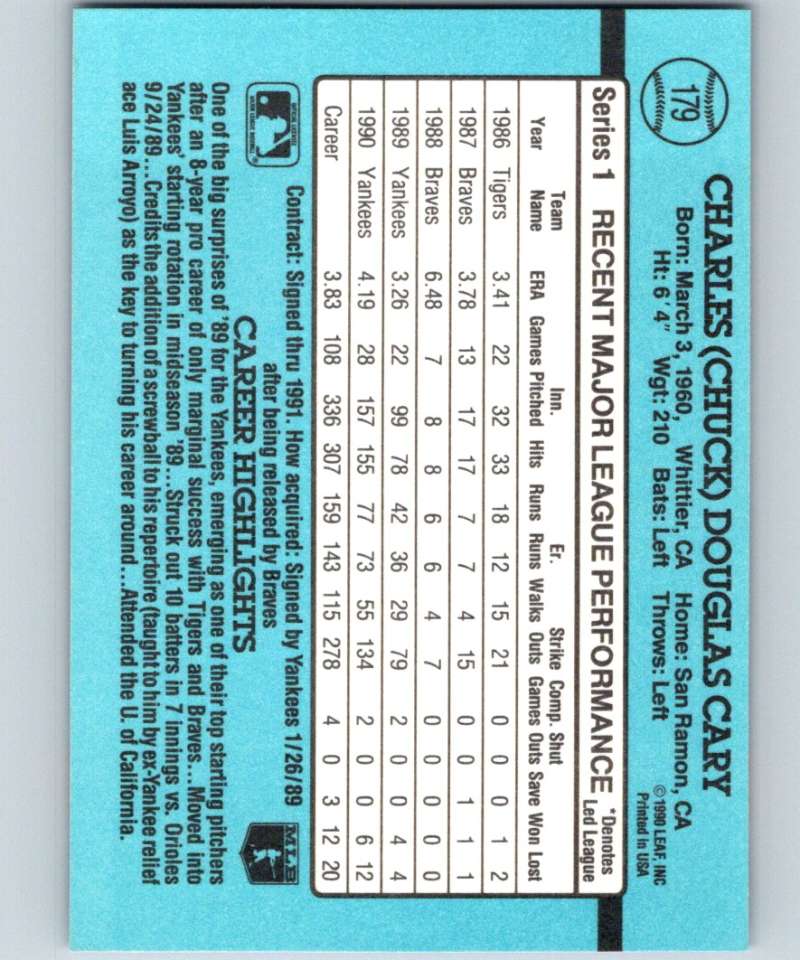 179
CHARLES (CHUCK) DOUGLAS CARY
Born: March 3, 1960, Whittier, CA Home: San Ramon, CA
Ht: 6'4" Wgt: 210 Bats: Left Throws: Left
©1990 LEAF, INC
Printed in USA
Series 1 RECENT MAJOR LEAGUE PERFORMANCE *Denotes
Led League
Team Inn. Er. Strike Comp. Shut
Year Name ERA Games Pitched Hits Runs Runs Walks Outs Games Outs Save Won Lost
1986 Tigers 3.41 22 32 33 18 12 15 21 0 0 0 1 2
1987 Braves 3.78 13 17 17 7 7 4 15 0 0 1 1 1
1988 Braves 6.48 7 8 8 6 6 4 7 0 0 0 0 0
1989 Yankees 3.26 22 99 78 42 36 29 79 2 0 0 4 4
1990 Yankees 4.19 28 157 155 77 73 55 134 2 0 0 6 12
Career 3.83 108 336 307 159 143 115 278 4 0 3 12 20
Contract: Signed thru 1991. How acquired: Signed by Yankees 1/26/89
after being released by Braves
MLB
CAREER HIGHLIGHTS
One of the big surprises of '89 for the Yankees, emerging as one of their top starting pitchers
after an 8-year pro career of only marginal success with Tigers and Braves...Moved into
Yankees' starting rotation in midseason '89...Struck out 10 batters in 7 innings vs. Orioles
9/24/89...Credits the addition of a screwball to his repertoire (taught to him by ex-Yankee relief
ace Luis Arroyo) as the key to turning his career around...Attended the U. of California.